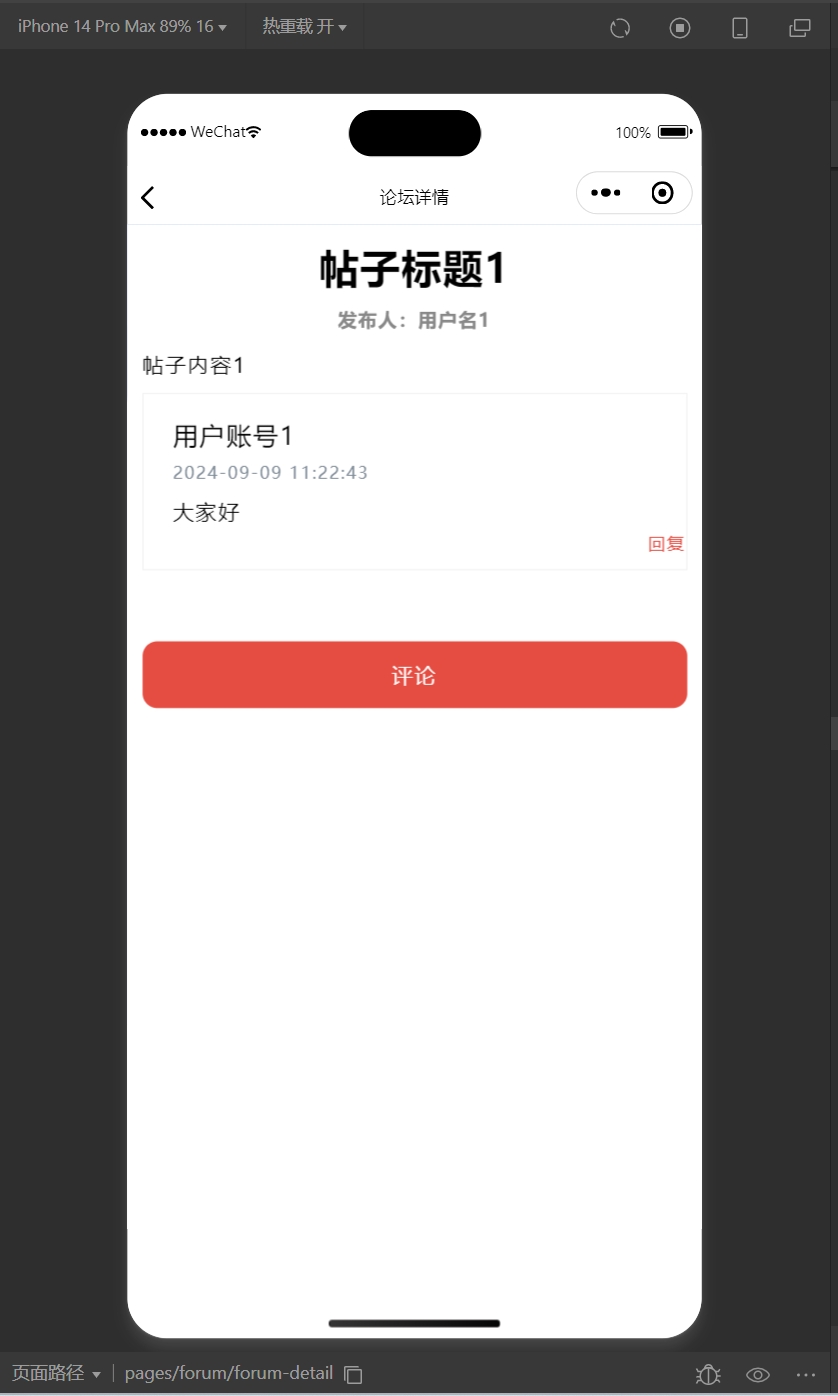 iPhone 14 Pro Max 89% 16 热重载 开
WeChat 100%
论坛详情
帖子标题1
发布人：用户名1
帖子内容1
用户账号1
2024-09-09 11:22:43
大家好
回复
评论
页面路径 pages/forum/forum-detail